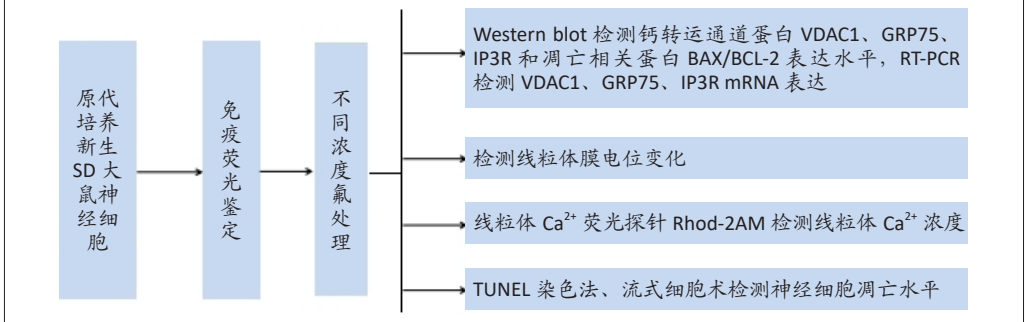 原代
培养
新生
SD 大
鼠神
经细
胞
免疫荧光鉴定
不同浓度氟处理
Western blot 检测钙转运通道蛋白 VDAC1、GRP75、
IP3R 和凋亡相关蛋白 BAX/BCL-2 表达水平，RT-PCR
检测 VDAC1、GRP75、IP3R mRNA 表达
检测线粒体膜电位变化
线粒体 Ca²⁺ 荧光探针 Rhod-2AM 检测线粒体 Ca²⁺ 浓度
TUNEL 染色法、流式细胞术检测神经细胞凋亡水平